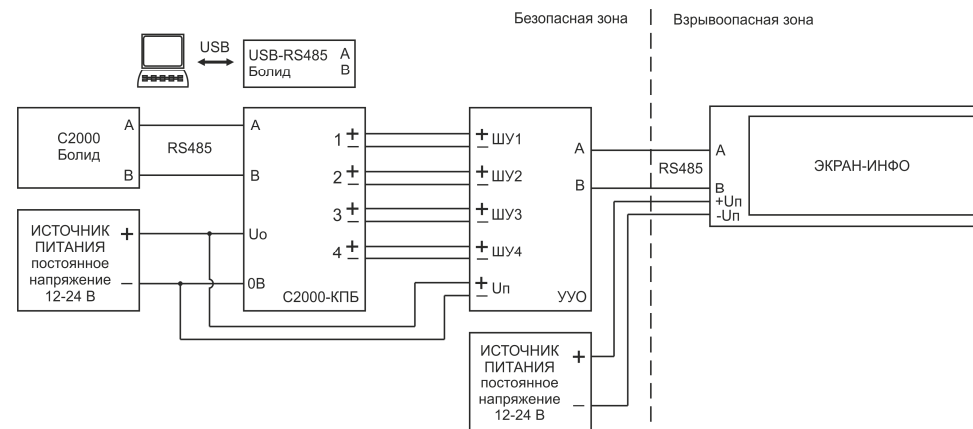 Безопасная зона
Взрывоопасная зона
USB
USB-RS485 A
Болид B
С2000
Болид
A
B
RS485
A
B
Uo
0В
С2000-КПБ
1 + −
2 + −
3 + −
4 + −
+ − ШУ1
+ − ШУ2
+ − ШУ3
+ − ШУ4
+ − Uп
A
B
УУО
RS485
A
B
+Uп
-Uп
ЭКРАН-ИНФО
ИСТОЧНИК +
ПИТАНИЯ
постоянное
напряжение −
12-24 В
ИСТОЧНИК +
ПИТАНИЯ
постоянное
напряжение −
12-24 В